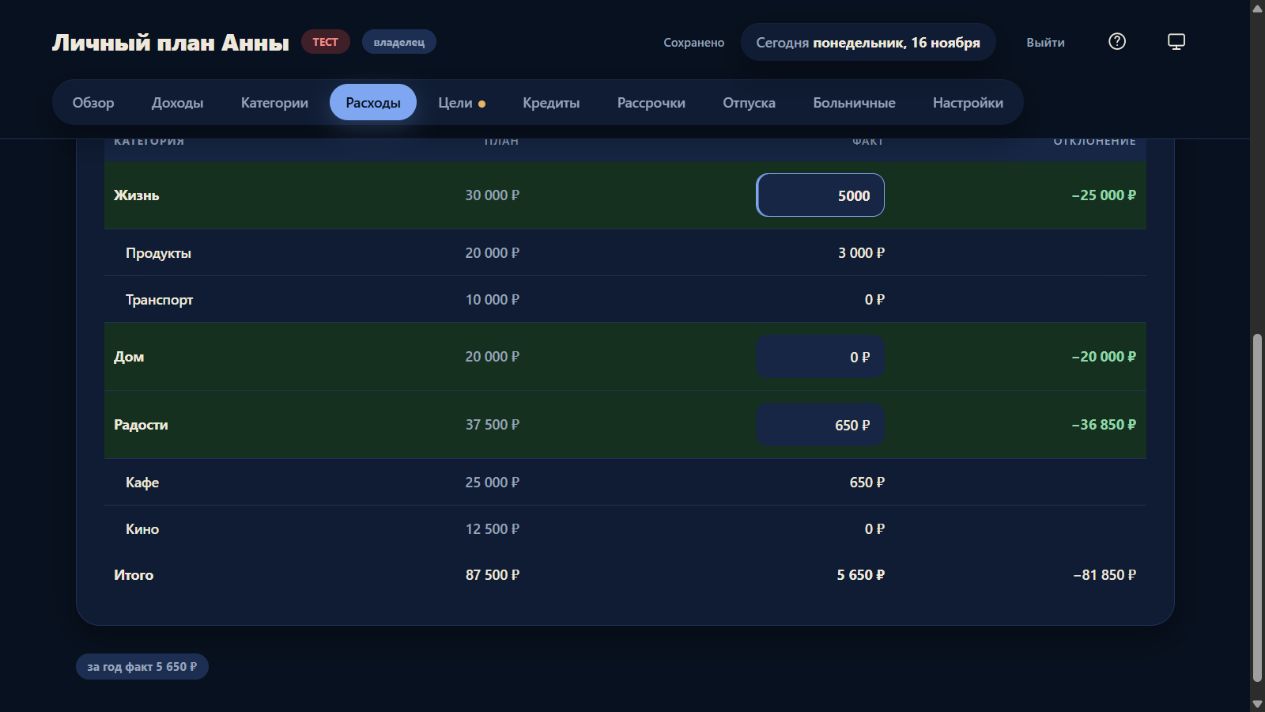 Личный план Анны ТЕСТ владелец Сохранено Сегодня понедельник, 16 ноября Выйти
Обзор Доходы Категории Расходы Цели Кредиты Рассрочки Отпуска Больничные Настройки
КАТЕГОРИЯ ПЛАН ФАКТ ОТКЛОНЕНИЕ
Жизнь 30 000 ₽ 5000 −25 000 ₽
Продукты 20 000 ₽ 3 000 ₽
Транспорт 10 000 ₽ 0 ₽
Дом 20 000 ₽ 0 ₽ −20 000 ₽
Радости 37 500 ₽ 650 ₽ −36 850 ₽
Кафе 25 000 ₽ 650 ₽
Кино 12 500 ₽ 0 ₽
Итого 87 500 ₽ 5 650 ₽ −81 850 ₽
за год факт 5 650 ₽